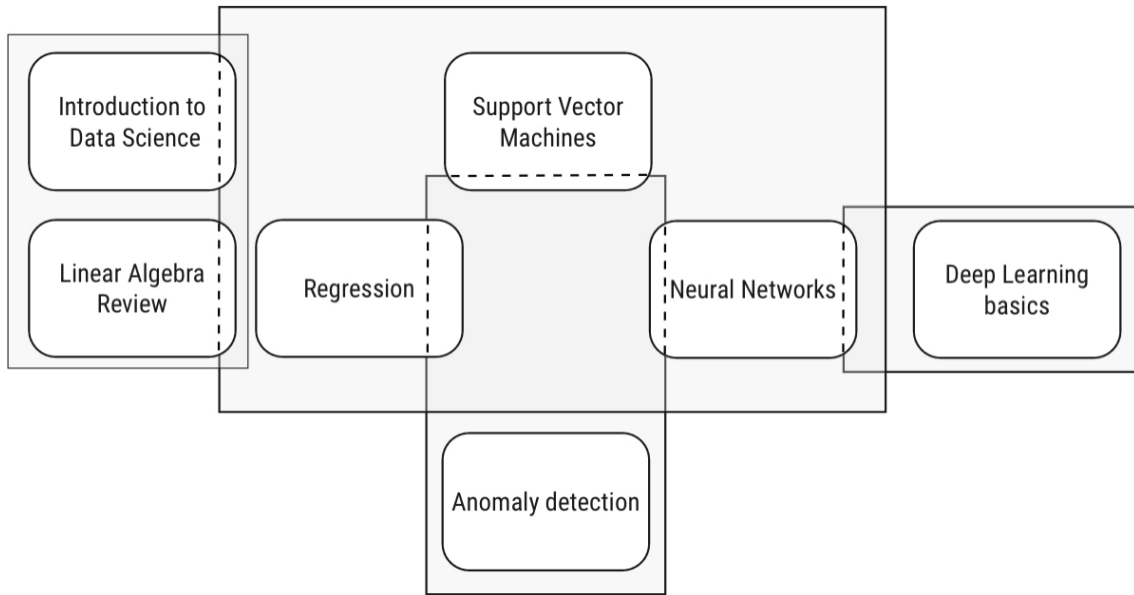 Introduction to
Data Science
Support Vector
Machines
Linear Algebra
Review
Regression
Neural Networks
Deep Learning
basics
Anomaly detection